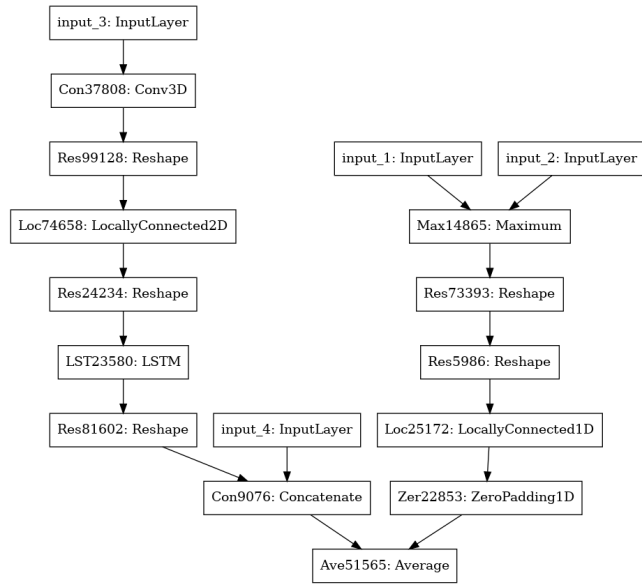 input_3: InputLayer
Con37808: Conv3D
Res99128: Reshape
input_1: InputLayer
input_2: InputLayer
Loc74658: LocallyConnected2D
Max14865: Maximum
Res24234: Reshape
Res73393: Reshape
LST23580: LSTM
Res5986: Reshape
Res81602: Reshape
input_4: InputLayer
Loc25172: LocallyConnected1D
Con9076: Concatenate
Zer22853: ZeroPadding1D
Ave51565: Average